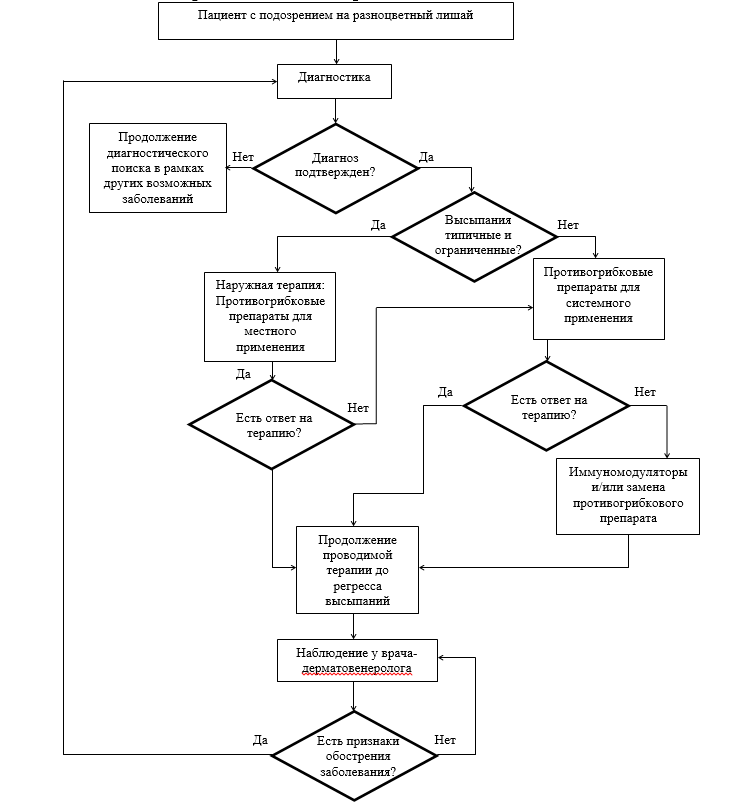 Пациент с подозрением на разноцветный лишай
Диагностика
Продолжение
диагностического
поиска в рамках
других возможных
заболеваний
Нет
Диагноз
подтвержден?
Да
Да
Высыпания
типичные и
ограниченные?
Нет
Наружная терапия:
Противогрибковые
препараты для
местного
применения
Противогрибковые
препараты для
системного
применения
Да
Есть ответ на
терапию?
Нет
Да
Есть ответ на
терапию?
Нет
Иммуномодуляторы
и/или замена
противогрибкового
препарата
Продолжение
проводимой
терапии до
регресса
высыпаний
Наблюдение у врача-
дерматовенеролога
Да
Есть признаки
обострения
заболевания?
Нет